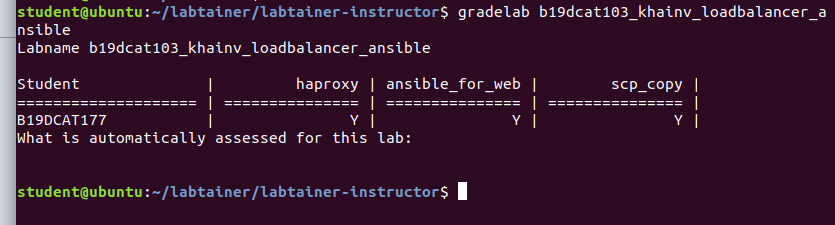 student@ubuntu:~/labtainer/labtainer-instructor$ gradelab b19dcat103_khainv_loadbalancer_a
nsible
Labname b19dcat103_khainv_loadbalancer_ansible
Student | haproxy | ansible_for_web | scp_copy |
==================== | =============== | =============== | =============== |
B19DCAT177 | Y | Y | Y |
What is automatically assessed for this lab:
student@ubuntu:~/labtainer/labtainer-instructor$